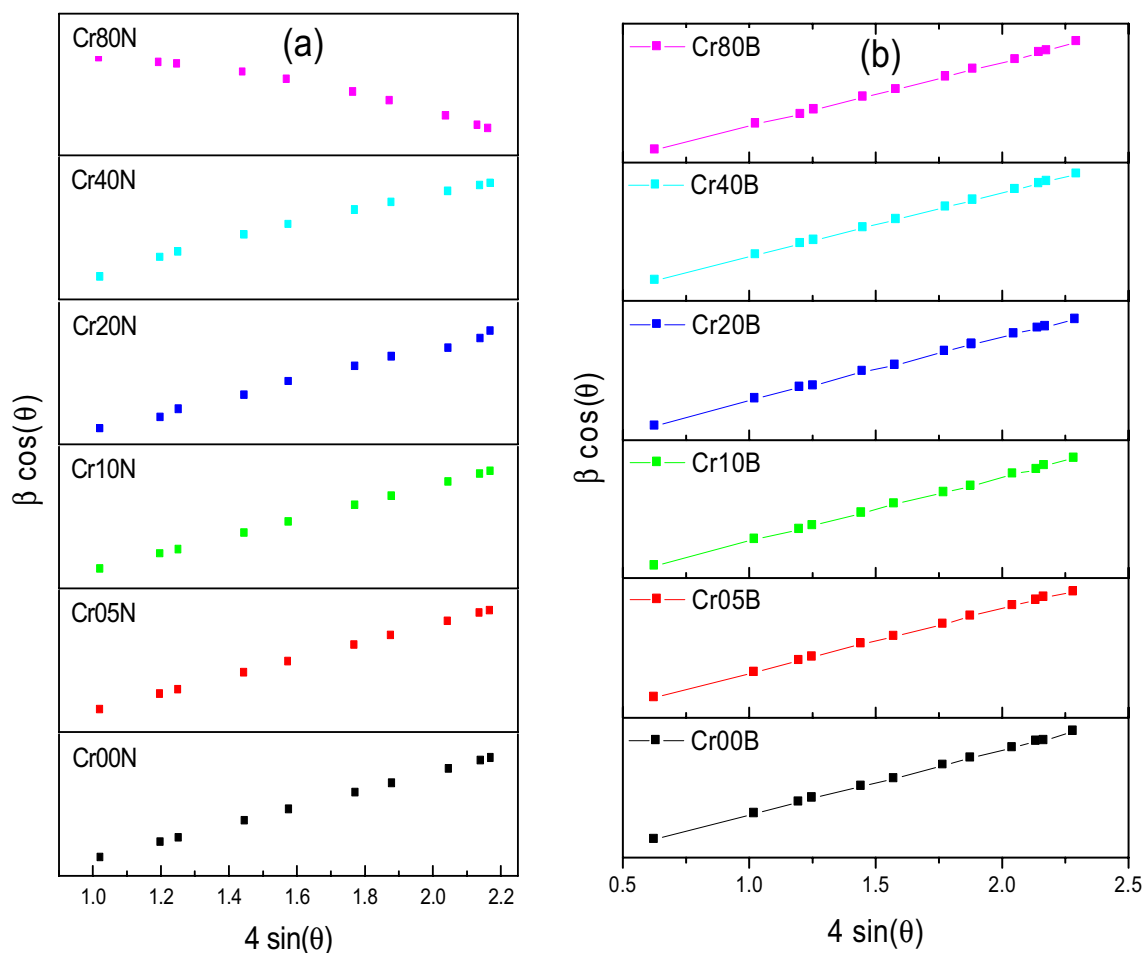 (a)
Cr80N
Cr40N
Cr20N
Cr10N
Cr05N
Cr00N
β cos(θ)
1.0 1.2 1.4 1.6 1.8 2.0 2.2
4 sin(θ)
(b)
Cr80B
Cr40B
Cr20B
Cr10B
Cr05B
Cr00B
β cos(θ)
0.5 1.0 1.5 2.0 2.5
4 sin(θ)